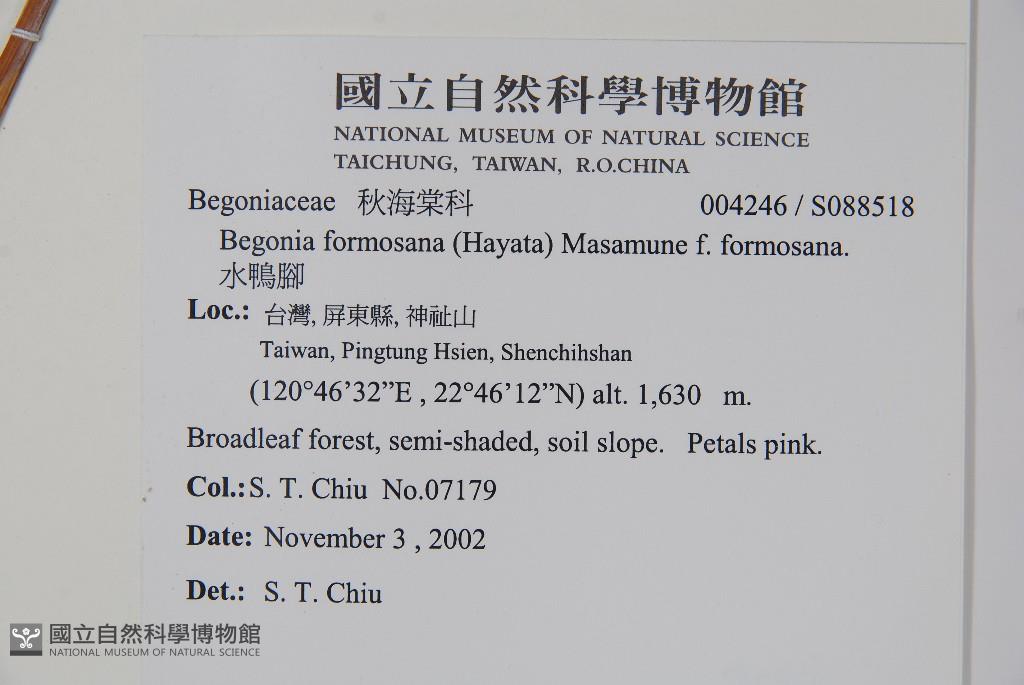 國立自然科學博物館
NATIONAL MUSEUM OF NATURAL SCIENCE
TAICHUNG, TAIWAN, R.O.CHINA
Begoniaceae 秋海棠科 004246 / S088518
Begonia formosana (Hayata) Masamune f. formosana.
水鴨腳
Loc.: 台灣, 屏東縣, 神祉山
Taiwan, Pingtung Hsien, Shenchihshan
(120°46’32”E , 22°46’12”N) alt. 1,630 m.
Broadleaf forest, semi-shaded, soil slope. Petals pink.
Col.: S. T. Chiu No.07179
Date: November 3 , 2002
Det.: S. T. Chiu
國立自然科學博物館
NATIONAL MUSEUM OF NATURAL SCIENCE